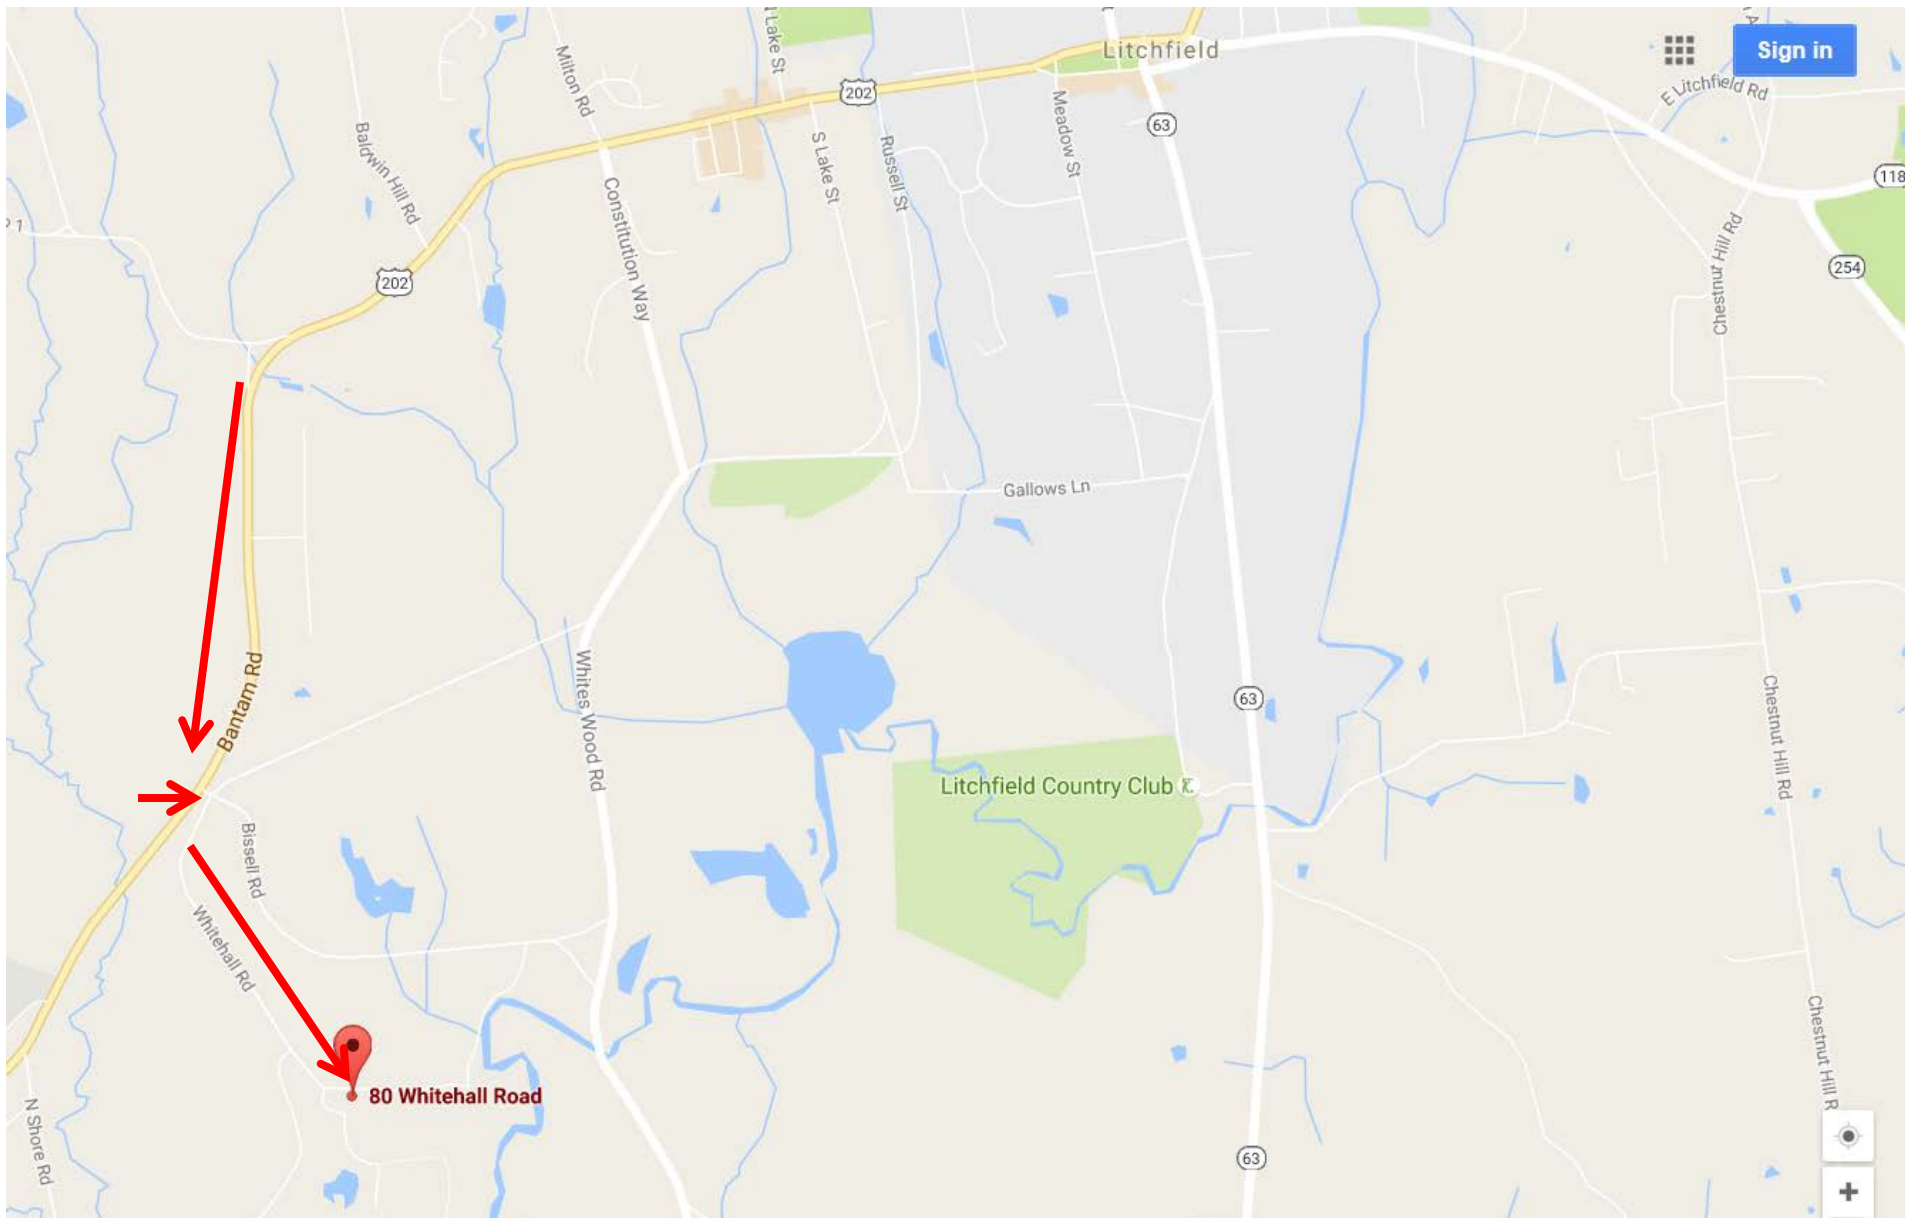 N Lake St
Litchfield
Sign in
Milton Rd
202
E Litchfield Rd
Meadow St
63
Baldwin Hill Rd
S Lake St
Russell St
118
Constitution Way
Chestnut Hill Rd
254
202
Gallows Ln
Bantam Rd
Whites Wood Rd
63
Chestnut Hill Rd
Litchfield Country Club
Bissell Rd
Whitehall Rd
80 Whitehall Road
Chestnut Hill R
N Shore Rd
63
+